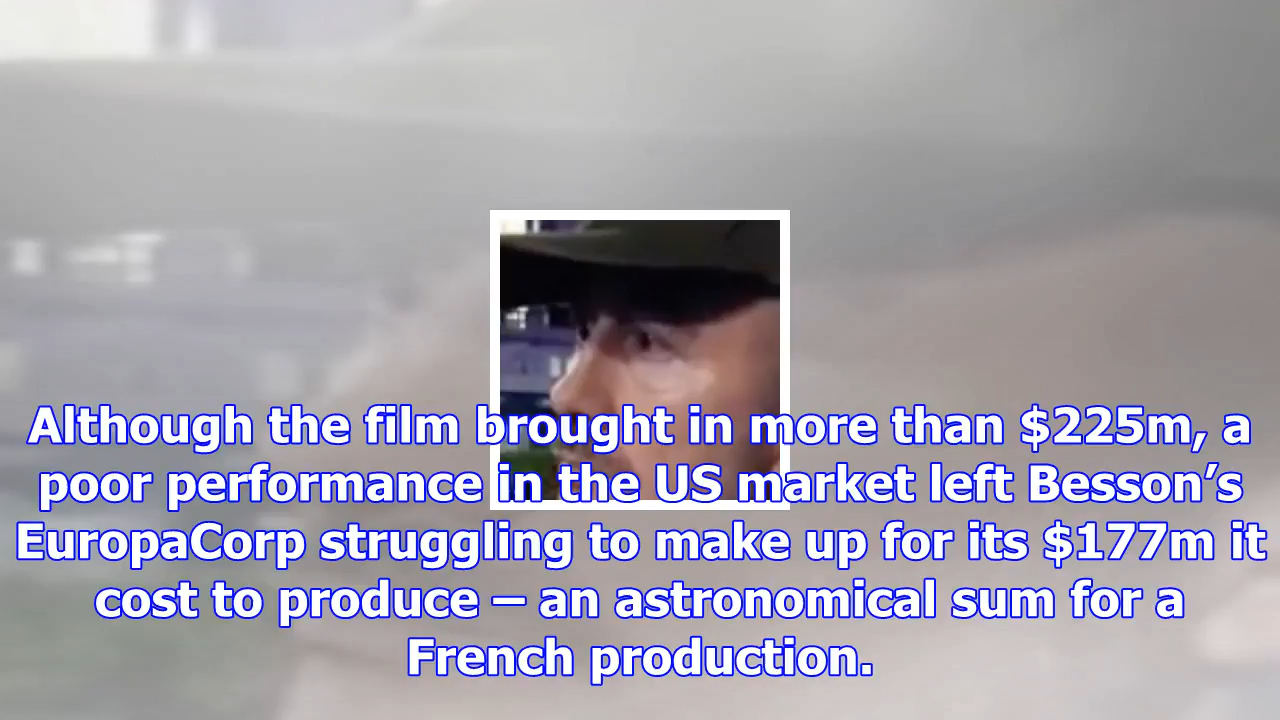 Although the film brought in more than $225m, a
poor performance in the US market left Besson’s
EuropaCorp struggling to make up for its $177m it
cost to produce – an astronomical sum for a
French production.